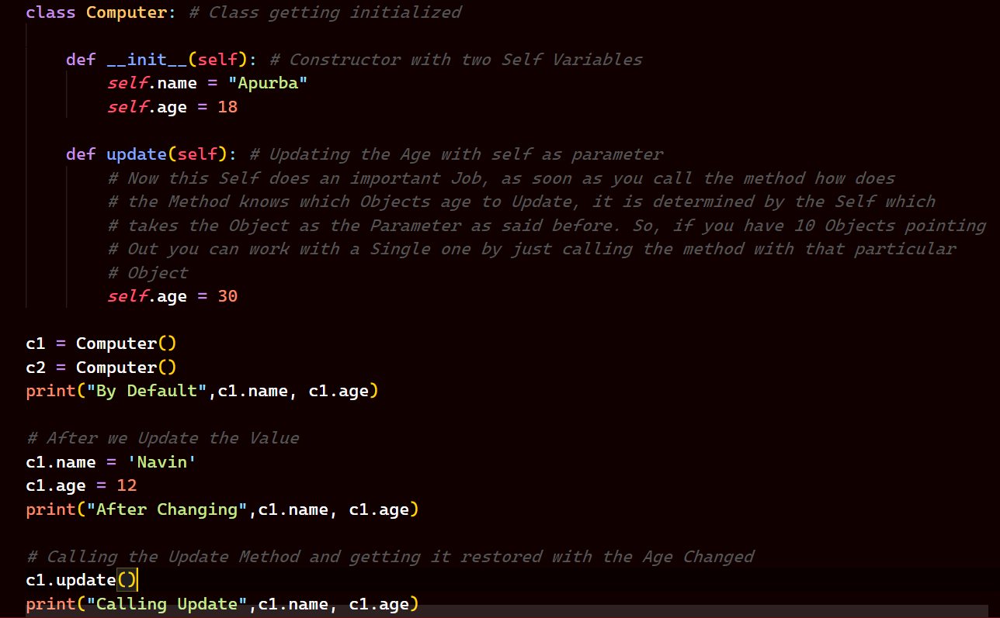 class Computer: # Class getting initialized
def __init__(self): # Constructor with two Self Variables
self.name = "Apurba"
self.age = 18
def update(self): # Updating the Age with self as parameter
# Now this Self does an important Job, as soon as you call the method how does
# the Method knows which Objects age to Update, it is determined by the Self which
# takes the Object as the Parameter as said before. So, if you have 10 Objects pointing
# Out you can work with a Single one by just calling the method with that particular
# Object
self.age = 30
c1 = Computer()
c2 = Computer()
print("By Default",c1.name, c1.age)
# After we Update the Value
c1.name = 'Navin'
c1.age = 12
print("After Changing",c1.name, c1.age)
# Calling the Update Method and getting it restored with the Age Changed
c1.update()
print("Calling Update",c1.name, c1.age)